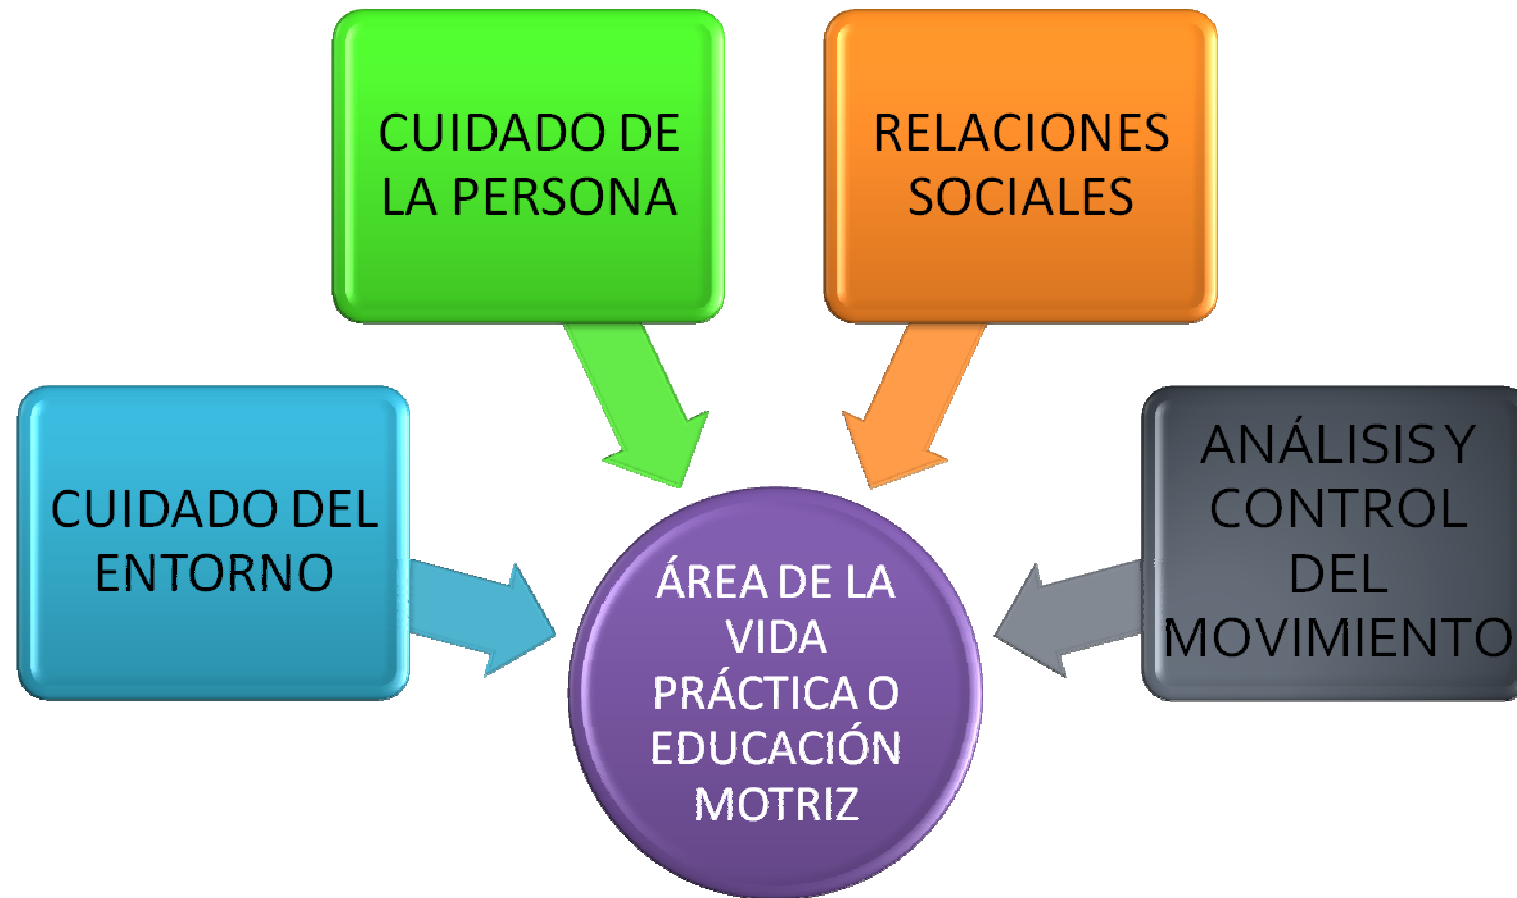 CUIDADO DE
LA PERSONA
RELACIONES
SOCIALES
CUIDADO DEL
ENTORNO
ANÁLISIS Y
CONTROL
DEL
MOVIMIENTO
ÁREA DE LA
VIDA
PRÁCTICA O
EDUCACIÓN
MOTRIZ